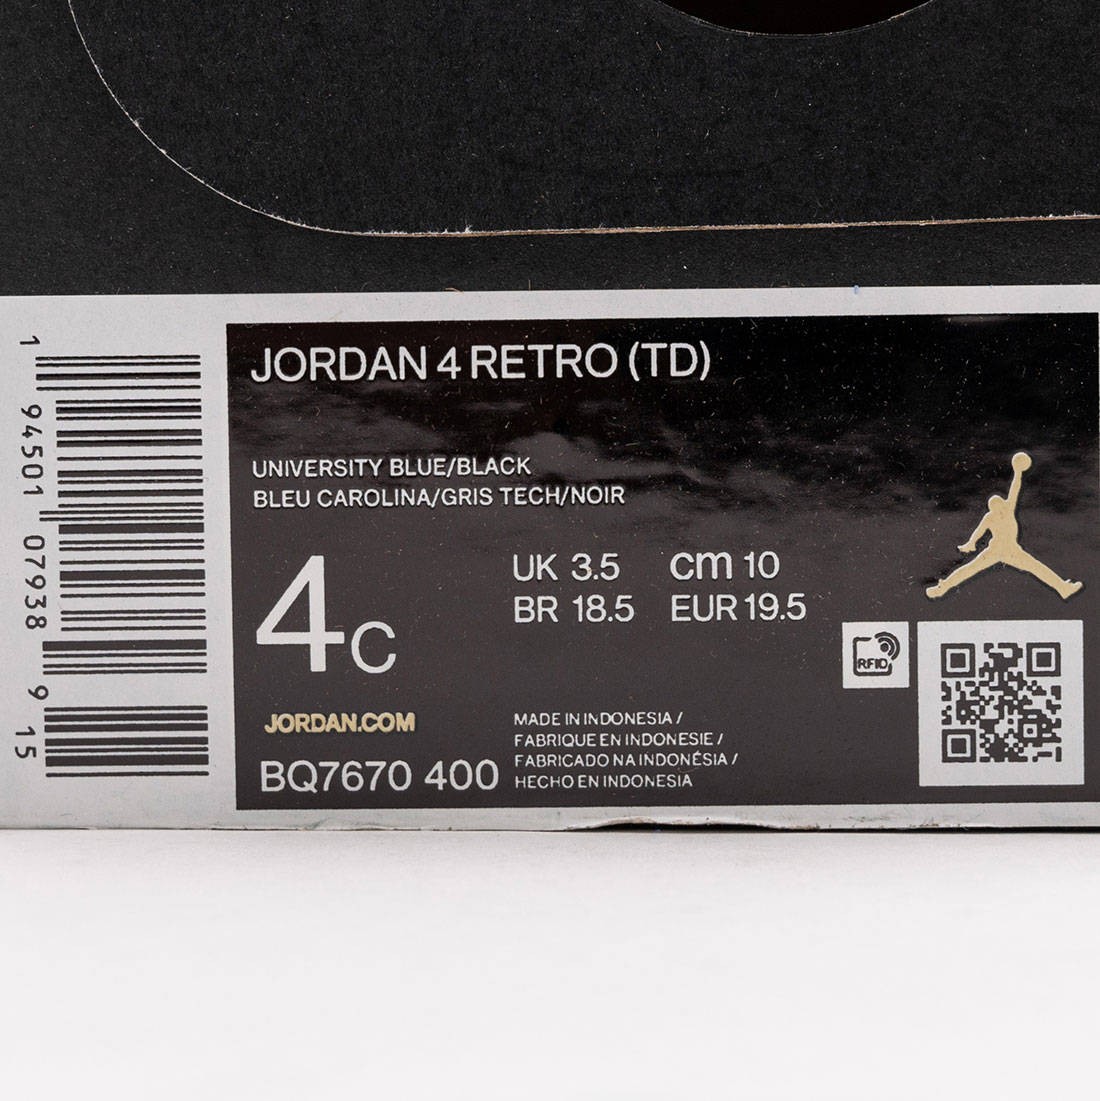 JORDAN 4 RETRO (TD)
UNIVERSITY BLUE/BLACK
BLEU CAROLINA/GRIS TECH/NOIR
4C
UK 3.5 cm 10
BR 18.5 EUR 19.5
RFID
JORDAN.COM
BQ7670 400
MADE IN INDONESIA /
FABRIQUE EN INDONESIE /
FABRICADO NA INDONÉSIA /
HECHO EN INDONESIA
1 94501 07938 9 15